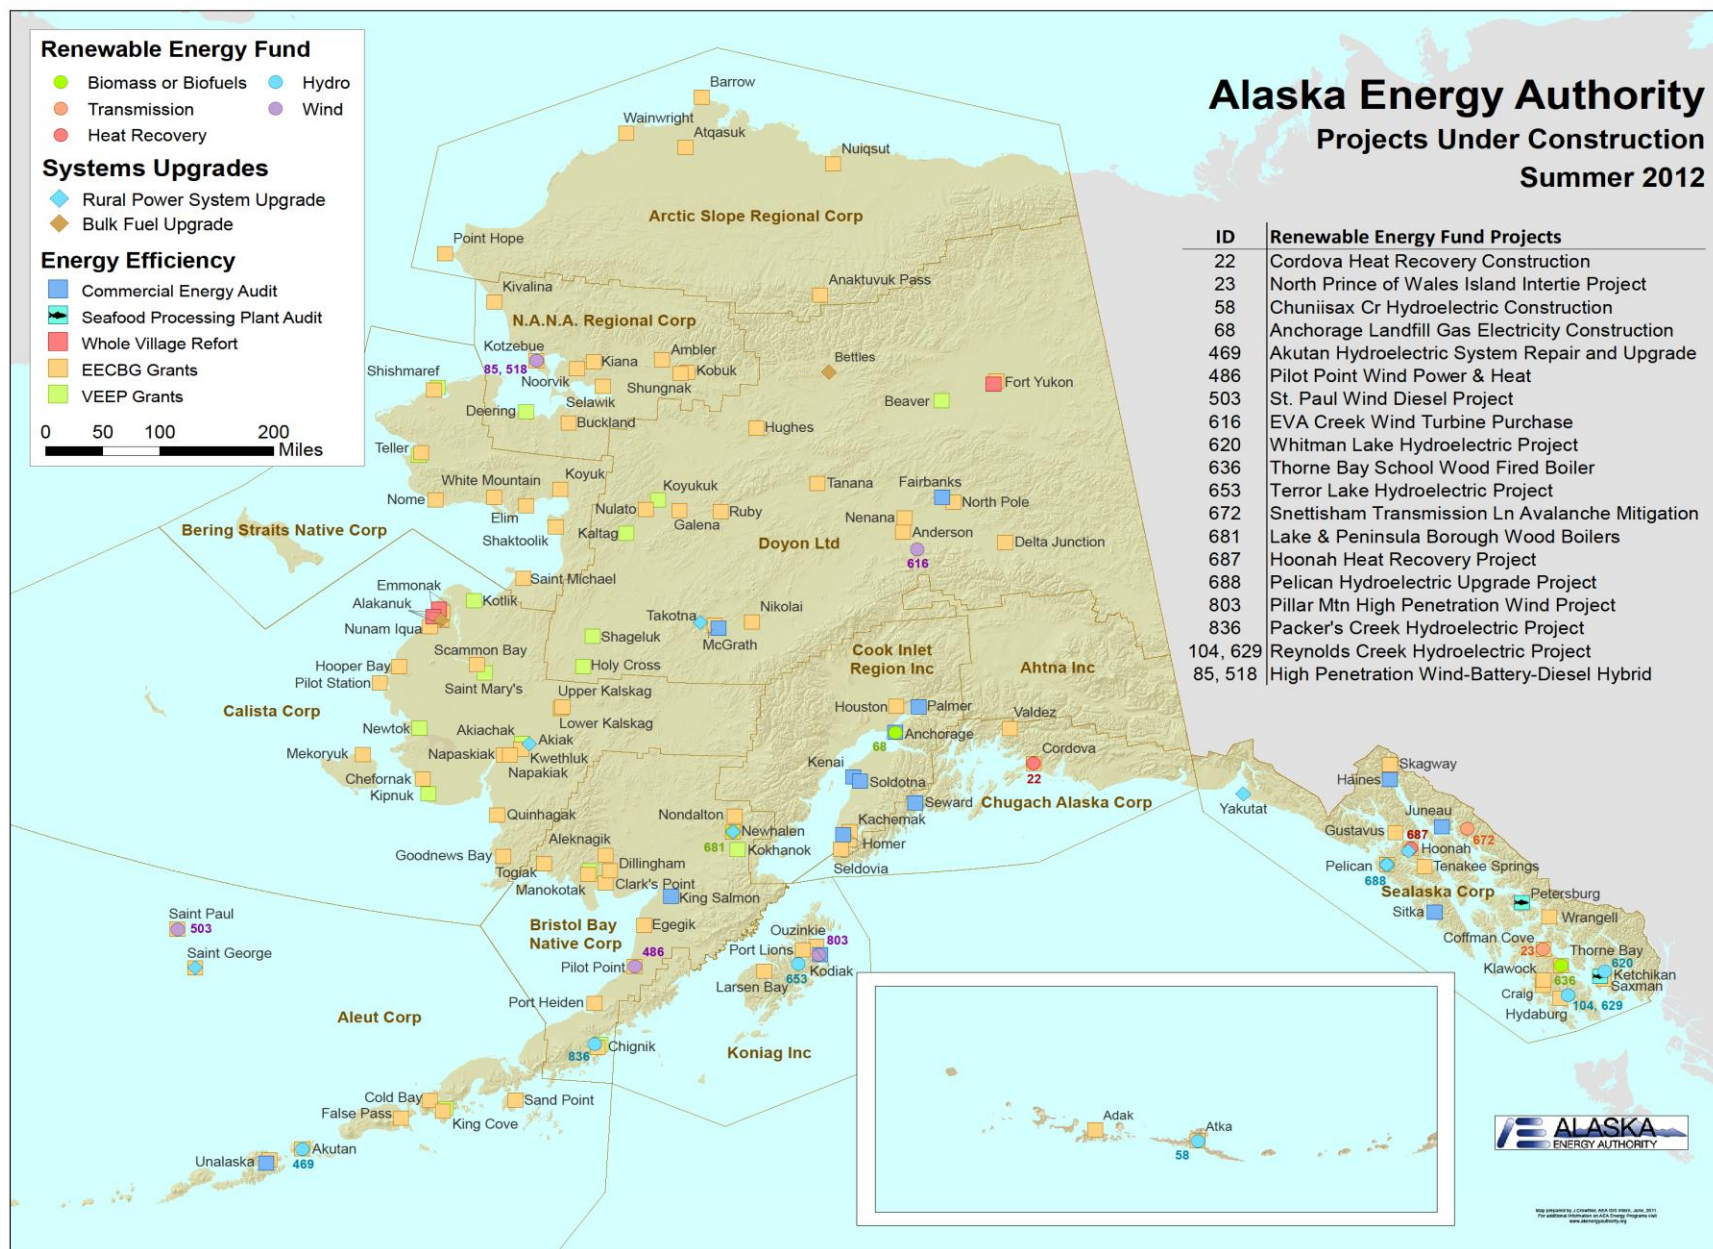 Alaska Energy Authority
Projects Under Construction
Summer 2012
Renewable Energy Fund
Biomass or Biofuels
Hydro
Transmission
Wind
Heat Recovery
Systems Upgrades
Rural Power System Upgrade
Bulk Fuel Upgrade
Energy Efficiency
Commercial Energy Audit
Seafood Processing Plant Audit
Whole Village Refort
EECBG Grants
VEEP Grants
0 50 100 200
Miles
ID Renewable Energy Fund Projects
22 Cordova Heat Recovery Construction
23 North Prince of Wales Island Intertie Project
58 Chuniisax Cr Hydroelectric Construction
68 Anchorage Landfill Gas Electricity Construction
469 Akutan Hydroelectric System Repair and Upgrade
486 Pilot Point Wind Power & Heat
503 St. Paul Wind Diesel Project
616 EVA Creek Wind Turbine Purchase
620 Whitman Lake Hydroelectric Project
636 Thorne Bay School Wood Fired Boiler
653 Terror Lake Hydroelectric Project
672 Snettisham Transmission Ln Avalanche Mitigation
681 Lake & Peninsula Borough Wood Boilers
687 Hoonah Heat Recovery Project
688 Pelican Hydroelectric Upgrade Project
803 Pillar Mtn High Penetration Wind Project
836 Packer's Creek Hydroelectric Project
104, 629 Reynolds Creek Hydroelectric Project
85, 518 High Penetration Wind-Battery-Diesel Hybrid
Barrow
Wainwright
Atqasuk
Nuiqsut
Arctic Slope Regional Corp
Point Hope
Anaktuvuk Pass
Kivalina
N.A.N.A. Regional Corp
Kotzebue
85, 518
Kiana
Ambler
Bettles
Noorvik
Kobuk
Shishmaref
Shungnak
Selawik
Fort Yukon
Deering
Beaver
Buckland
Hughes
Teller
Koyuk
White Mountain
Nome
Elim
Shaktoolik
Koyukuk
Tanana
Fairbanks
Nulato
Galena
Ruby
North Pole
Nenana
Kaltag
Anderson
Doyon Ltd
Delta Junction
616
Bering Straits Native Corp
Saint Michael
Emmonak
Kotlik
Alakanuk
Nunam Iqua
Takotna
Nikolai
McGrath
Shageluk
Scammon Bay
Holy Cross
Hooper Bay
Pilot Station
Saint Mary's
Cook Inlet
Region Inc
Ahtna Inc
Upper Kalskag
Lower Kalskag
Calista Corp
Houston
Palmer
Valdez
Newtok
Akiachak
Akiak
Anchorage
68
Mekoryuk
Napaskiak
Kwethluk
Napakiak
Cordova
22
Kenai
Soldotna
Chefornak
Kipnuk
Seward
Chugach Alaska Corp
Quinhagak
Nondalton
Newhalen
681
Kokhanok
Kachemak
Homer
Seldovia
Aleknagik
Goodnews Bay
Togiak
Dillingham
Manokotak
Clark's Point
King Salmon
Bristol Bay
Native Corp
Egegik
486
Pilot Point
Saint Paul
503
Saint George
Ouzinkie
803
Port Lions
Kodiak
653
Larsen Bay
Port Heiden
Aleut Corp
836
Chignik
Koniag Inc
Cold Bay
Sand Point
False Pass
King Cove
Akutan
469
Unalaska
Yakutat
Skagway
Haines
Juneau
Gustavus
687
672
Hoonah
Pelican
688
Tenakee Springs
Sealaska Corp
Petersburg
Sitka
Wrangell
Coffman Cove
23
Thorne Bay
620
Klawock
636
Ketchikan
Saxman
Craig
Hydaburg
104, 629
Adak
Atka
58
ALASKA
ENERGY AUTHORITY
www.akenergyauthority.org